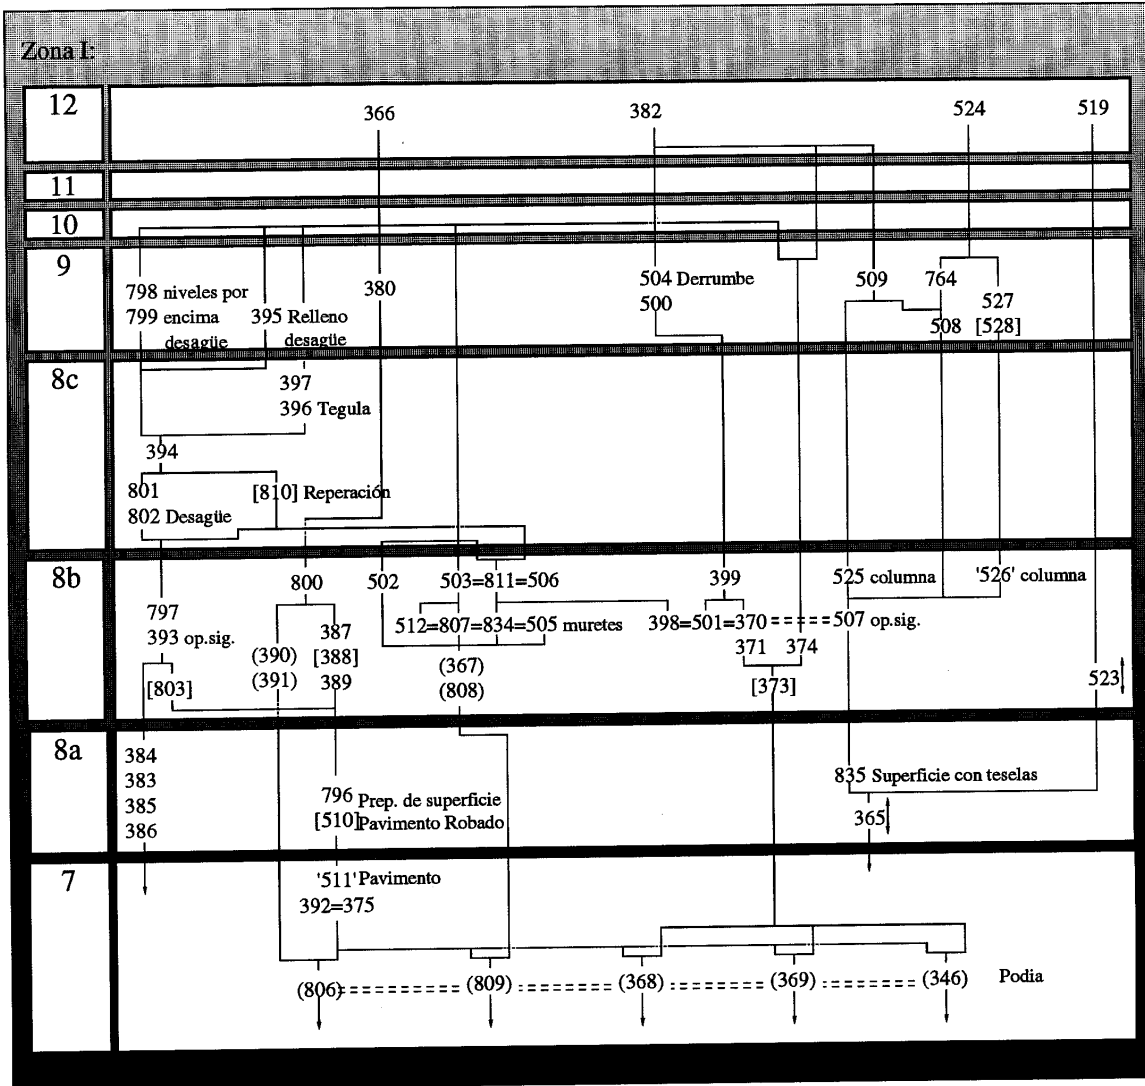 Zona I:
12
366
382
524
519
11
10
9
798 niveles por
799 encima
desagüe
395 Relleno
desagüe
380
504 Derrumbe
500
509
764
508
527
[528]
8c
397
396 Tegula
394
801
802 Desagüe
[810] Reperación
8b
800
502
503=811=506
399
525 columna
'526' columna
797
393 op.sig.
[803]
(390)
(391)
387
[388]
389
512=807=834=505 muretes
(367)
(808)
398=501=370=====507 op.sig.
371
374
[373]
523
8a
384
383
385
386
796 Prep. de superficie
[510] Pavimento Robado
835 Superficie con teselas
365
7
'511' Pavimento
392=375
(806)=========(809)=========(368)=========(369)=========(346) Podia